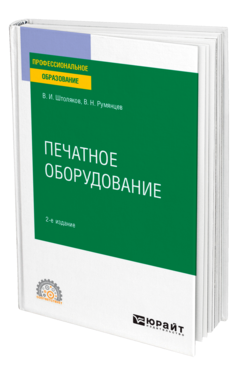 ПРОФЕССИОНАЛЬНОЕ
ОБРАЗОВАНИЕ
В. И. Штоляков, В. Н. Румянцев
ПЕЧАТНОЕ
ОБОРУДОВАНИЕ
2-е издание
юрайт